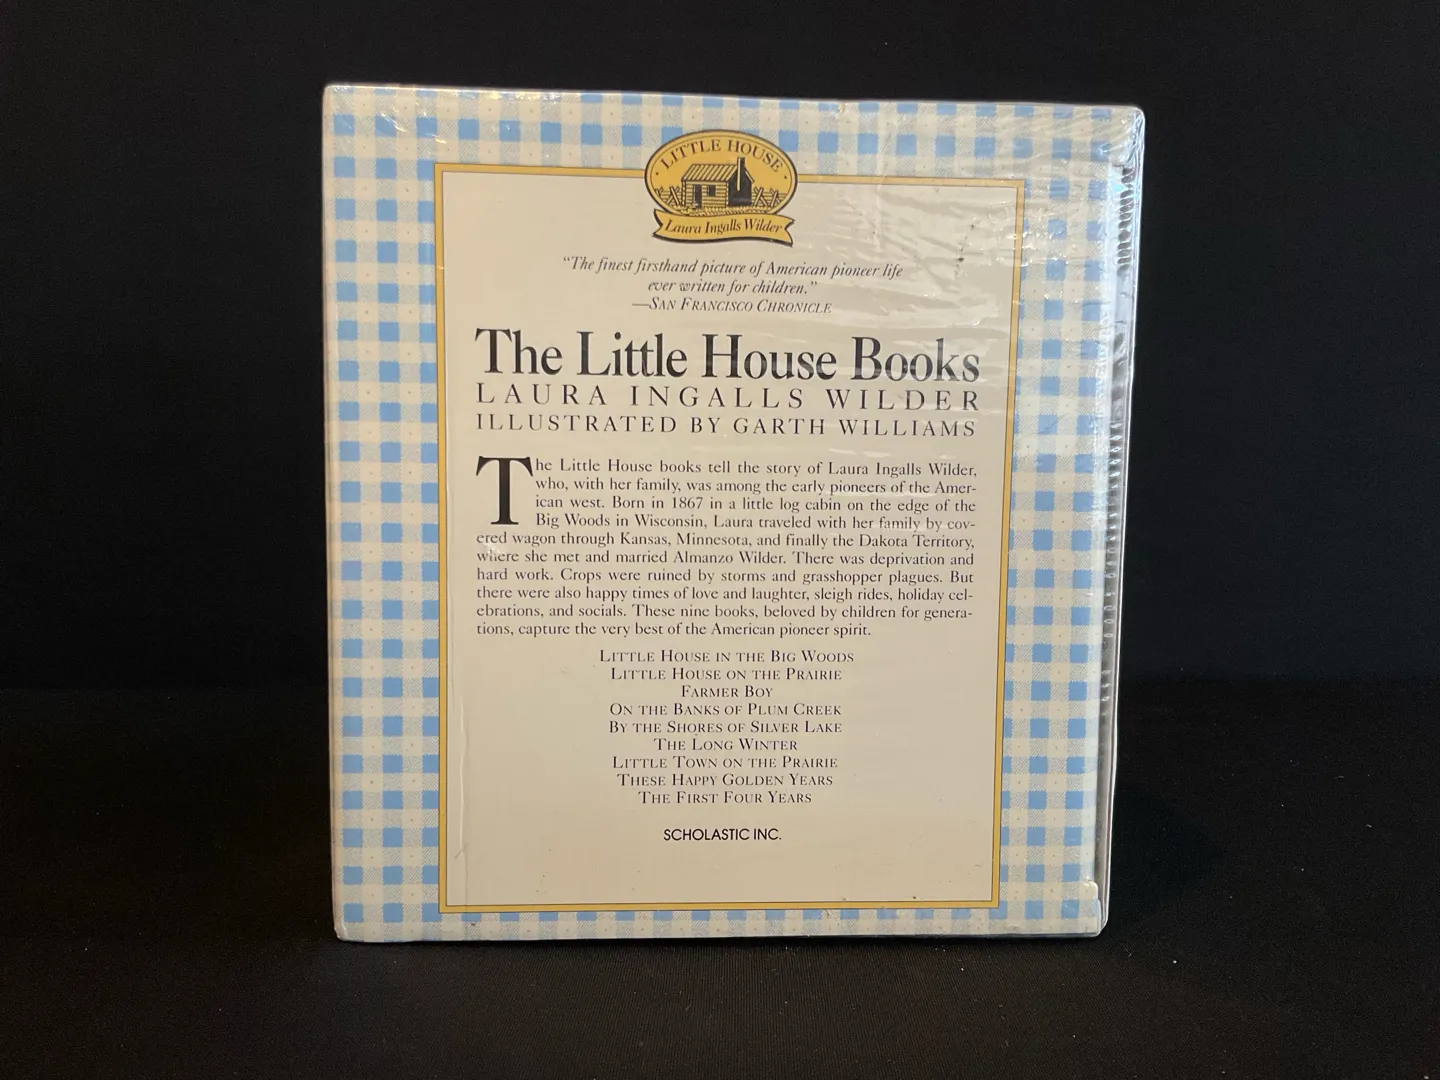 LITTLE HOUSE
Laura Ingalls Wilder
“The finest firsthand picture of American pioneer life
ever written for children.”
—SAN FRANCISCO CHRONICLE
The Little House Books
LAURA INGALLS WILDER
ILLUSTRATED BY GARTH WILLIAMS
The Little House books tell the story of Laura Ingalls Wilder,
who, with her family, was among the early pioneers of the Amer-
ican west. Born in 1867 in a little log cabin on the edge of the
Big Woods in Wisconsin, Laura traveled with her family by cov-
ered wagon through Kansas, Minnesota, and finally the Dakota Territory,
where she met and married Almanzo Wilder. There was deprivation and
hard work. Crops were ruined by storms and grasshopper plagues. But
there were also happy times of love and laughter, sleigh rides, holiday cel-
ebrations, and socials. These nine books, beloved by children for genera-
tions, capture the very best of the American pioneer spirit.
LITTLE HOUSE IN THE BIG WOODS
LITTLE HOUSE ON THE PRAIRIE
FARMER BOY
ON THE BANKS OF PLUM CREEK
BY THE SHORES OF SILVER LAKE
THE LONG WINTER
LITTLE TOWN ON THE PRAIRIE
THESE HAPPY GOLDEN YEARS
THE FIRST FOUR YEARS
SCHOLASTIC INC.